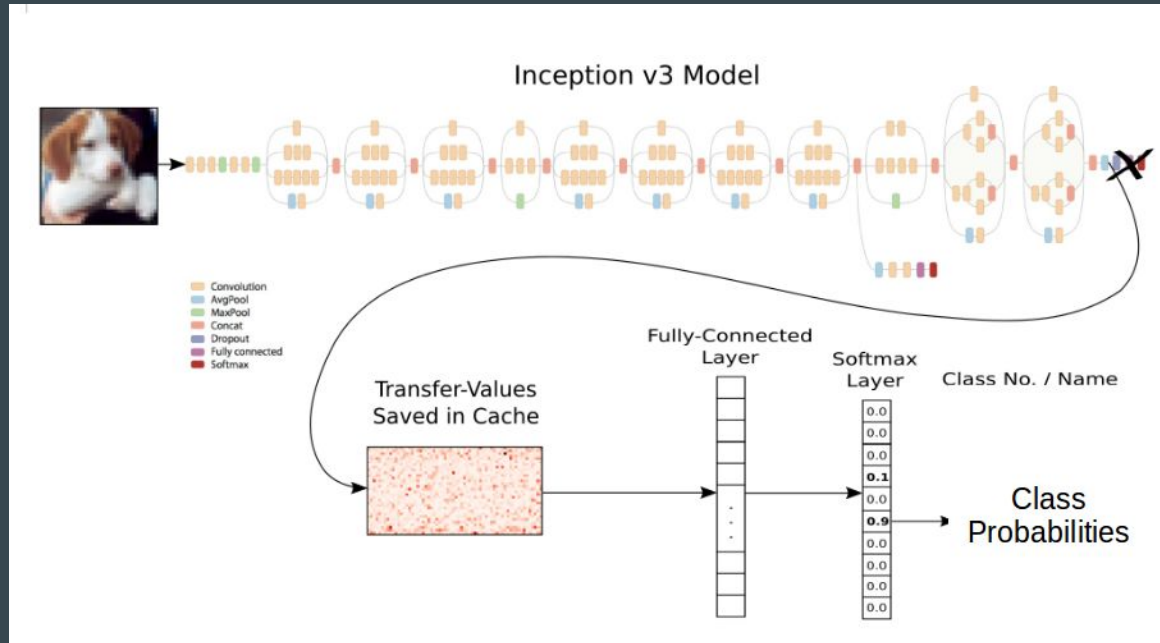 Inception v3 Model
Convolution
AvgPool
MaxPool
Concat
Dropout
Fully connected
Softmax
Transfer-Values
Saved in Cache
Fully-Connected
Layer
.
.
.
Softmax
Layer
0.0
0.0
0.0
0.1
0.0
0.9
0.0
0.0
0.0
0.0
Class No. / Name
Class
Probabilities